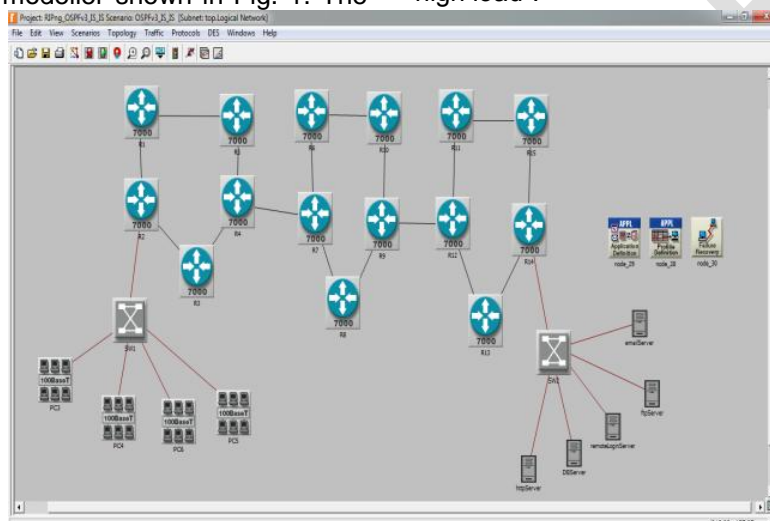 modeller shown in Fig. 1. The
high load .
Project: RIPng_OSPFv3_IS_IS Scenario: OSPFv3_IS_IS [Subnet: top.Logical Network]
File Edit View Scenarios Topology Traffic Protocols DES Windows Help
7000
R1
7000
7000
7000
R10
7000
R11
7000
R15
7000
R2
7000
R4
7000
R7
7000
R9
7000
R12
7000
R14
7000
R3
7000
R8
7000
R13
APPL
Application
Definition
node_29
APPL
Profile
Definition
node_28
Failure
Recovery
node_30
SW1
SW2
emailServer
ftpServer
remoteLoginServer
DBServer
httpServer
100BaseT
PC3
100BaseT
PC4
100BaseT
PC6
100BaseT
PC5